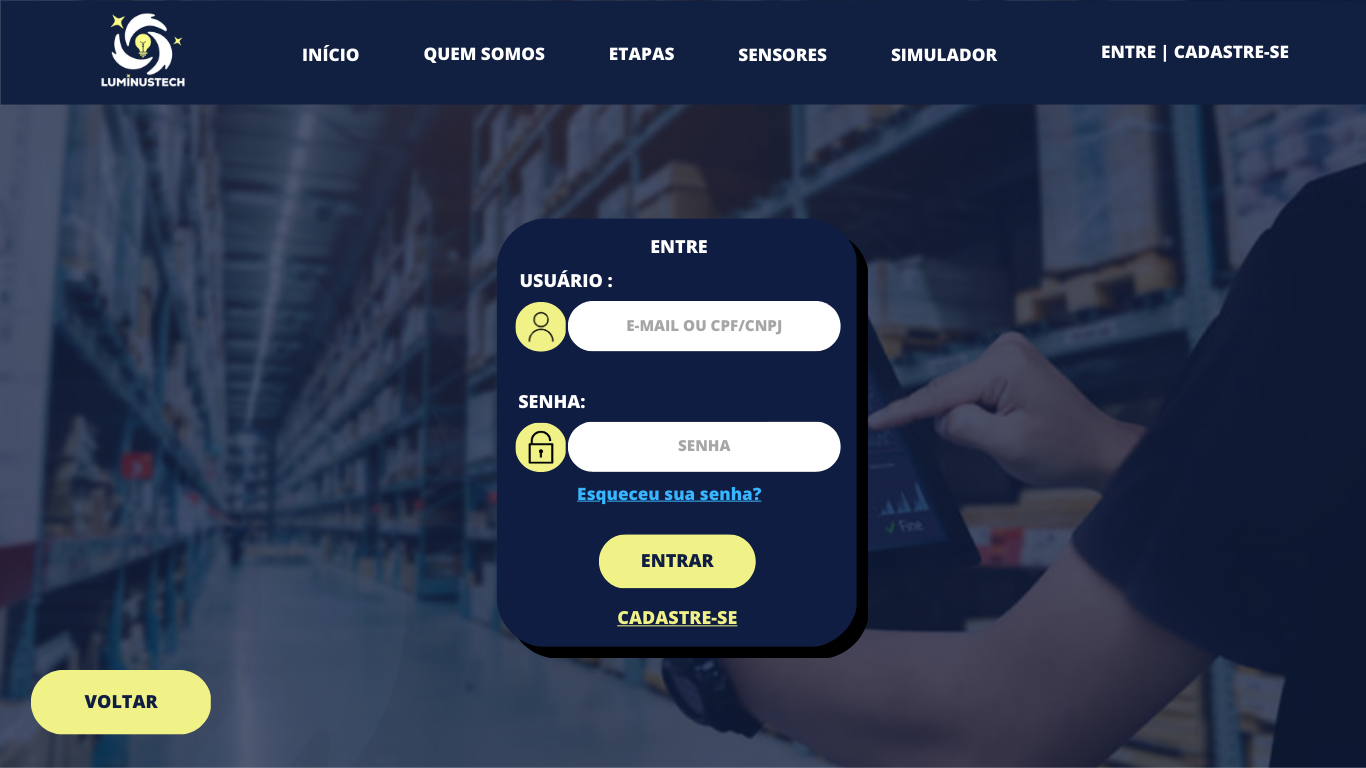 LUMINUSTECH
INÍCIO
QUEM SOMOS
ETAPAS
SENSORES
SIMULADOR
ENTRE | CADASTRE-SE
ENTRE
USUÁRIO :
E-MAIL OU CPF/CNPJ
SENHA:
SENHA
Esqueceu sua senha?
Fine
ENTRAR
CADASTRE-SE
VOLTAR